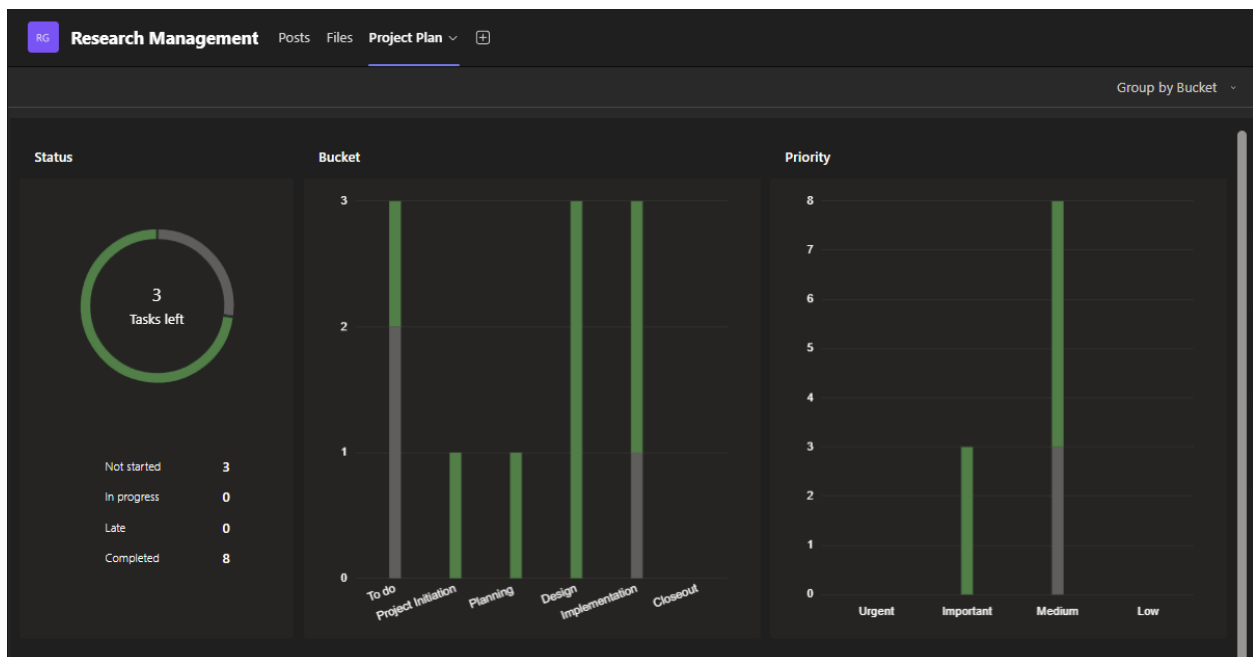 RG Research Management Posts Files Project Plan
Group by Bucket
Status
3
Tasks left
Not started 3
In progress 0
Late 0
Completed 8
Bucket
3
2
1
0
To do
Project Initiation
Planning
Design
Implementation
Closeout
Priority
8
7
6
5
4
3
2
1
0
Urgent Important Medium Low